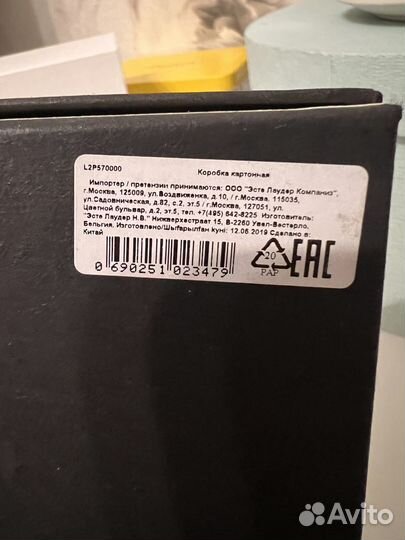 L2P570000 Коробка картонная
Импортер / претензии принимаются: ООО "Эсте Лаудер Компаниз",
г.Москва, 125009, ул.Воздвиженка, д.10, / г.Москва, 115035,
ул.Садовническая, д.82, с.2, эт.5 / г.Москва, 127051, ул.
Цветной бульвар, д.2, эт.5, тел. +7(495) 642-8225 Изготовитель:
"Эсте Лаудер Н.В." Нижверхестраат 15, B-2260 Увел-Вестерло,
Бельгия. Изготовлено/Шығарылған күні: 12.06.2019 Сделано в:
Китай
0 690251 023479
20
PAP
EAC
Avito